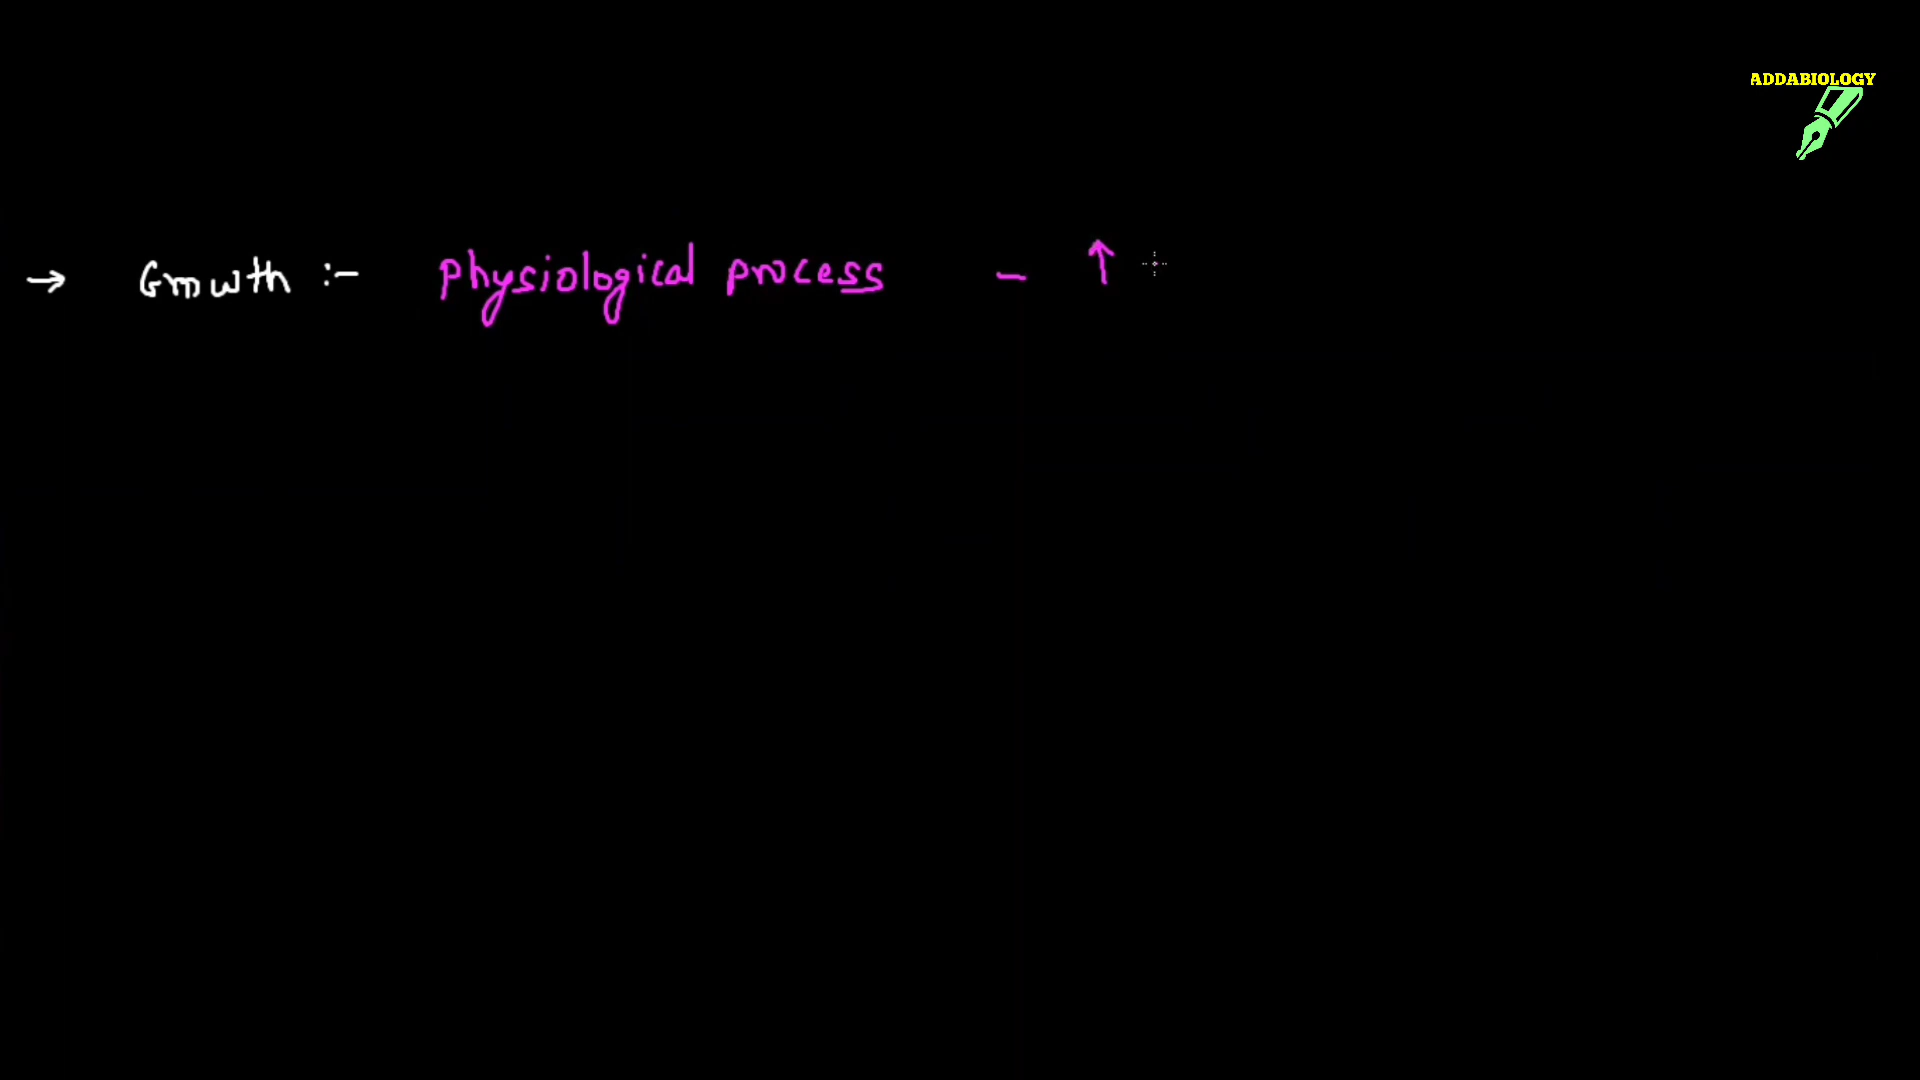 ADDABIOLOGY
→ Growth :- physiological process - ↑